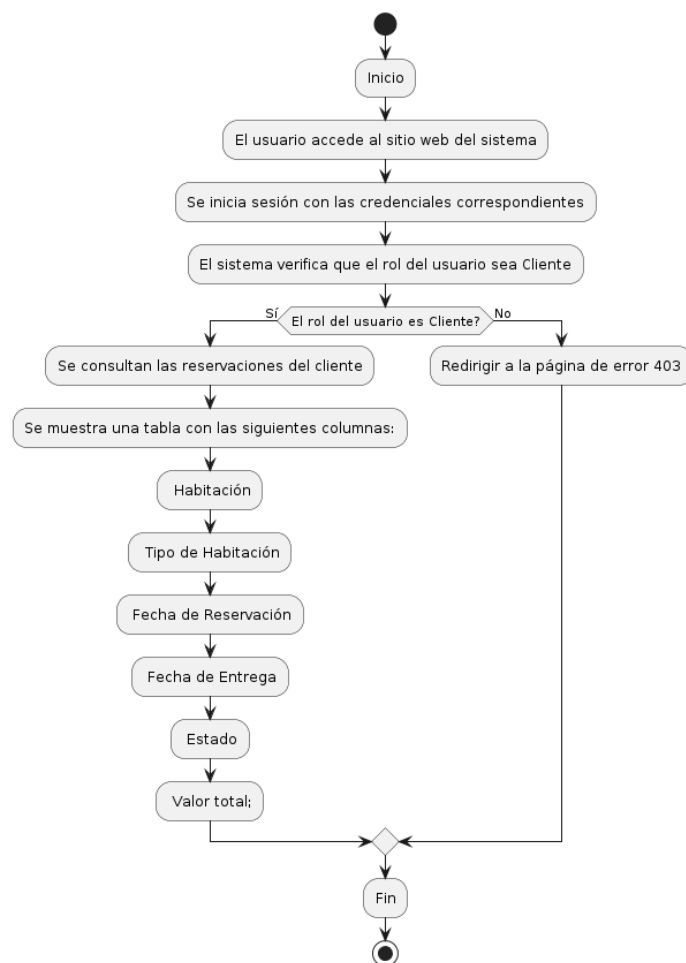 Inicio
El usuario accede al sitio web del sistema
Se inicia sesión con las credenciales correspondientes
El sistema verifica que el rol del usuario sea Cliente
Sí
El rol del usuario es Cliente?
No
Se consultan las reservaciones del cliente
Redirigir a la página de error 403
Se muestra una tabla con las siguientes columnas:
Habitación
Tipo de Habitación
Fecha de Reservación
Fecha de Entrega
Estado
Valor total;
Fin